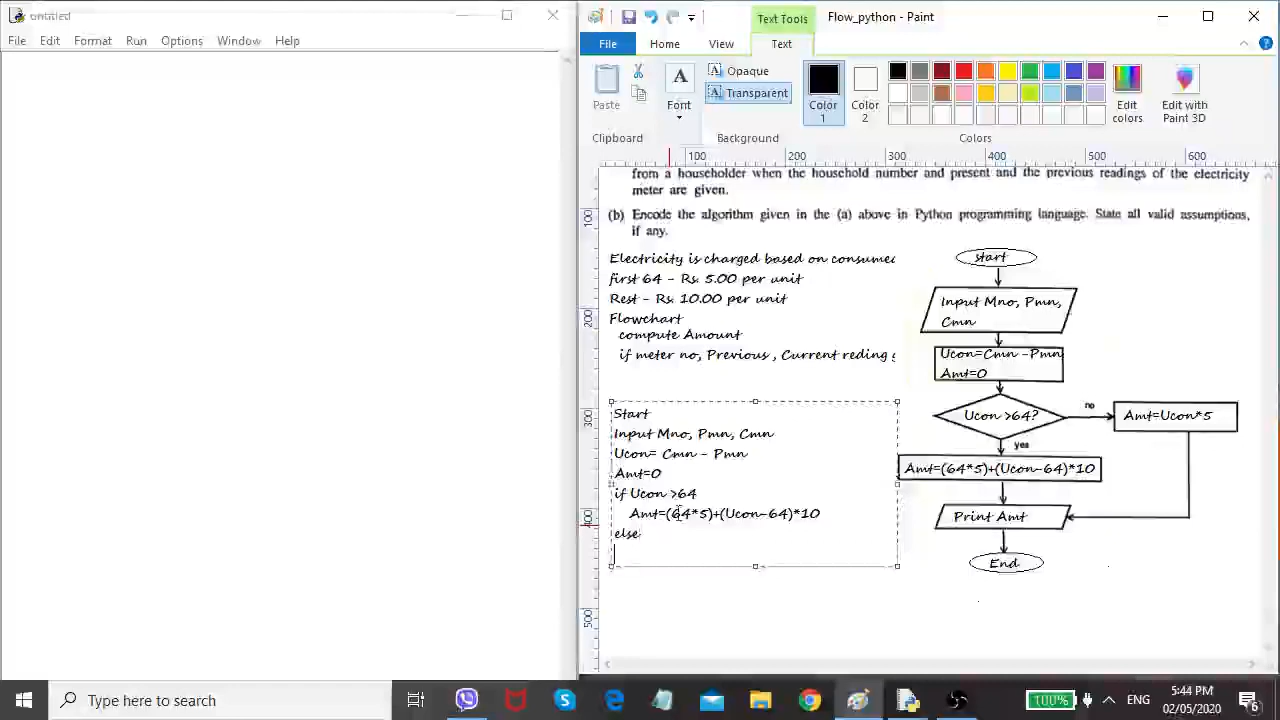 untitled
File Edit Format Run Options Window Help
Text Tools
Flow_python - Paint
File Home View Text
Paste
Clipboard
Font
Opaque
Transparent
Background
Color 1
Color 2
Edit colors
Edit with Paint 3D
Colors
100 200 300 400 500 600
100
200
300
400
500
from a householder when the household number and present and the previous readings of the electricity
meter are given.
(b) Encode the algorithm given in the (a) above in Python programming language. State all valid assumptions,
if any.
Electricity is charged based on consumed
first 64 - Rs. 5.00 per unit
Rest - Rs. 10.00 per unit
Flowchart
compute Amount
if meter no, Previous , Current reding
Start
Input Mno, Pmn, Cmn
Ucon= Cmn - Pmn
Amt=0
if Ucon >64
Amt=(64*5)+(Ucon-64)*10
else
start
Input Mno, Pmn,
Cmn
Ucon=Cmn -Pmn
Amt=0
Ucon >64?
no
Amt=Ucon*5
yes
Amt=(64*5)+(Ucon-64)*10
Print Amt
End
Type here to search
100%
ENG
5:44 PM
02/05/2020
6